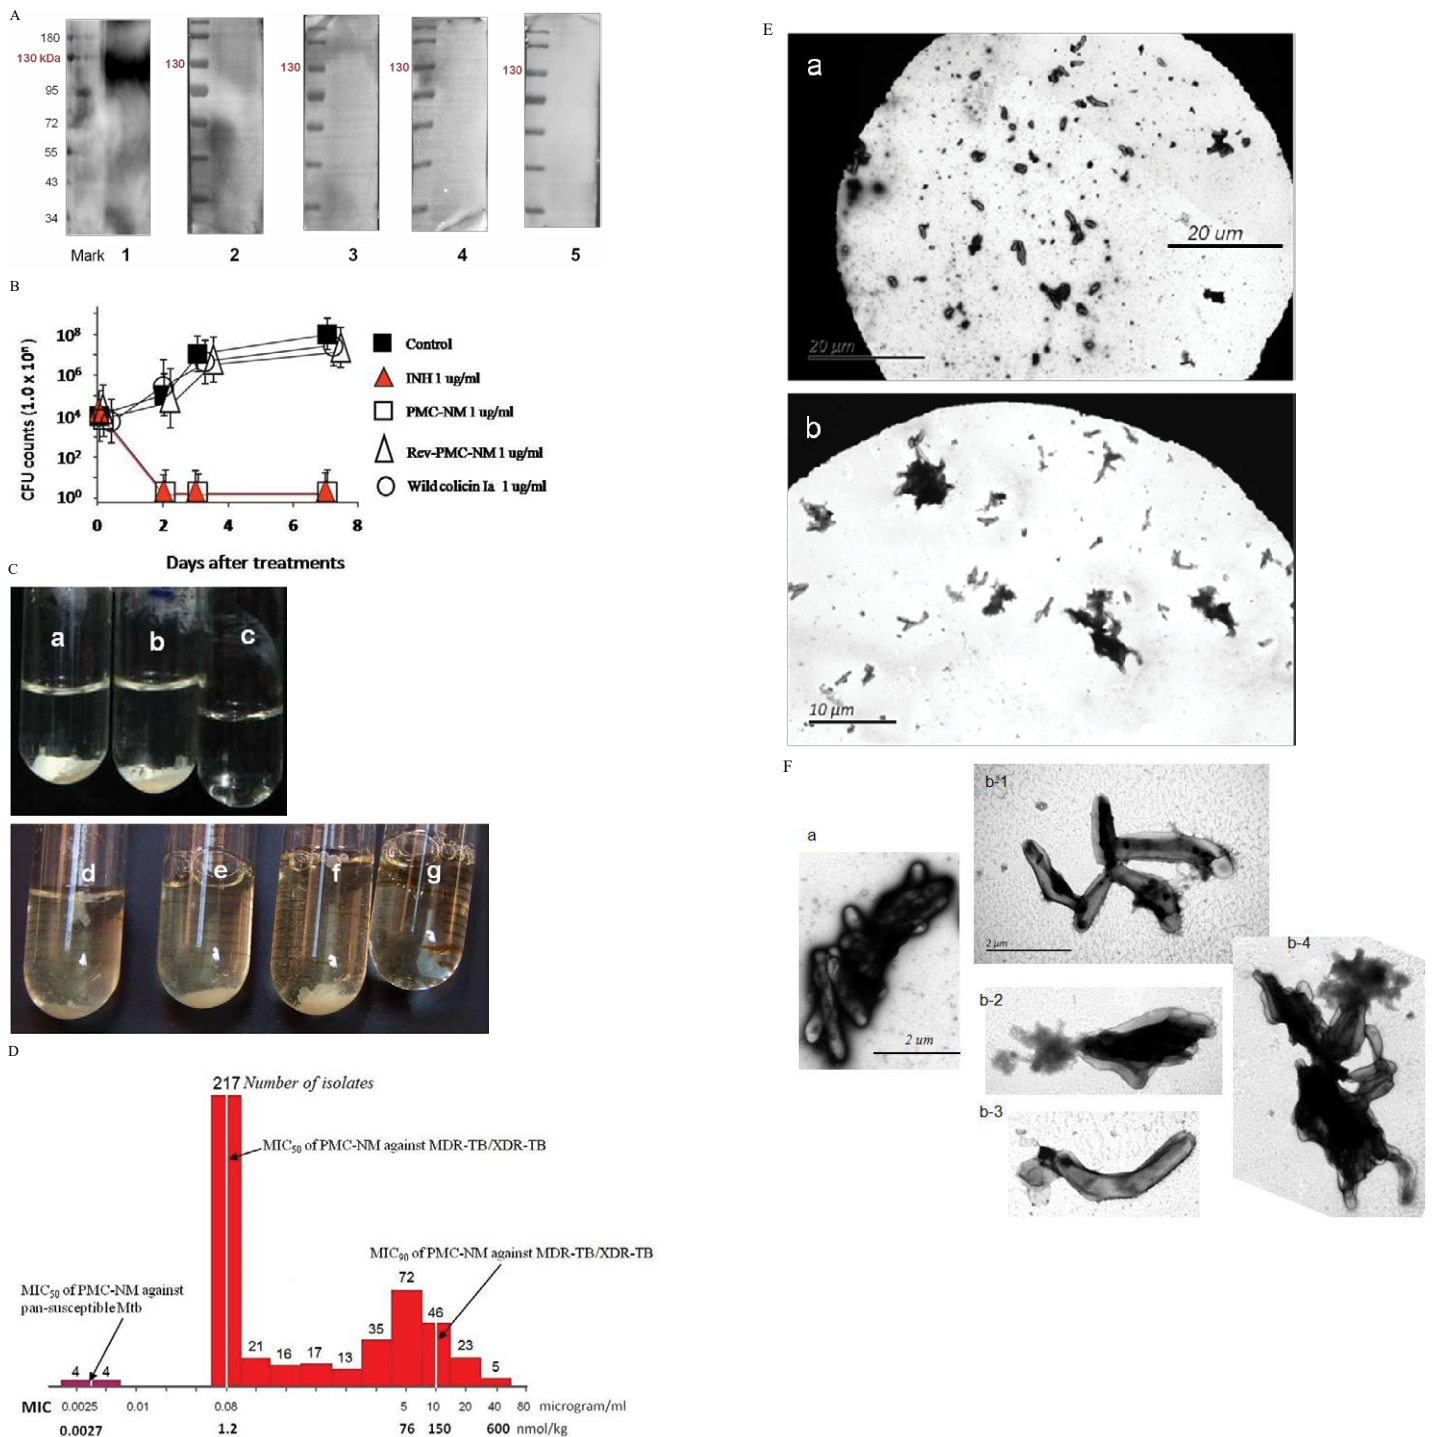 A
180
130 kDa
95
72
55
43
34
130
130
130
130
Mark 1 2 3 4 5
B
CFU counts (1.0 x 10ⁿ)
10⁸
10⁶
10⁴
10²
10⁰
0 2 4 6 8
Days after treatments
Control
INH 1 ug/ml
PMC-NM 1 ug/ml
Rev-PMC-NM 1 ug/ml
Wild colicin Ia 1 ug/ml
C
a b c
d e f g
D
217 Number of isolates
MIC₅₀ of PMC-NM against MDR-TB/XDR-TB
MIC₉₀ of PMC-NM against MDR-TB/XDR-TB
MIC₅₀ of PMC-NM against
pan-susceptible Mtb
4 4 21 16 17 13 35 72 46 23 5
MIC 0.0025 0.01 0.08 5 10 20 40 80 microgram/ml
0.0027 1.2 76 150 600 nmol/kg
E
a
20 um
20 µm
b
10 µm
F
a
2 um
b-1
2 µm
b-2
b-3
b-4